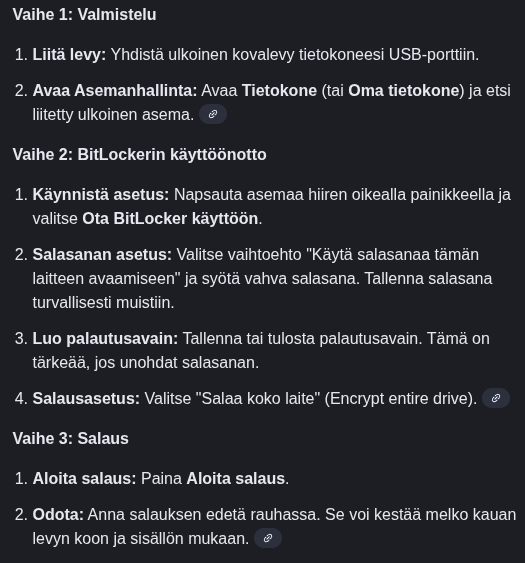 Vaihe 1: Valmistelu
1. Liitä levy: Yhdistä ulkoinen kovalevy tietokoneesi USB-porttiin.
2. Avaa Asemanhallinta: Avaa Tietokone (tai Oma tietokone) ja etsi
liitetty ulkoinen asema.
Vaihe 2: BitLockerin käyttöönotto
1. Käynnistä asetus: Napsauta asemaa hiiren oikealla painikkeella ja
valitse Ota BitLocker käyttöön.
2. Salasanan asetus: Valitse vaihtoehto "Käytä salasanaa tämän
laitteen avaamiseen" ja syötä vahva salasana. Tallenna salasana
turvallisesti muistiin.
3. Luo palautusavain: Tallenna tai tulosta palautusavain. Tämä on
tärkeää, jos unohdat salasanan.
4. Salausasetus: Valitse "Salaa koko laite" (Encrypt entire drive).
Vaihe 3: Salaus
1. Aloita salaus: Paina Aloita salaus.
2. Odota: Anna salauksen edetä rauhassa. Se voi kestää melko kauan
levyn koon ja sisällön mukaan.